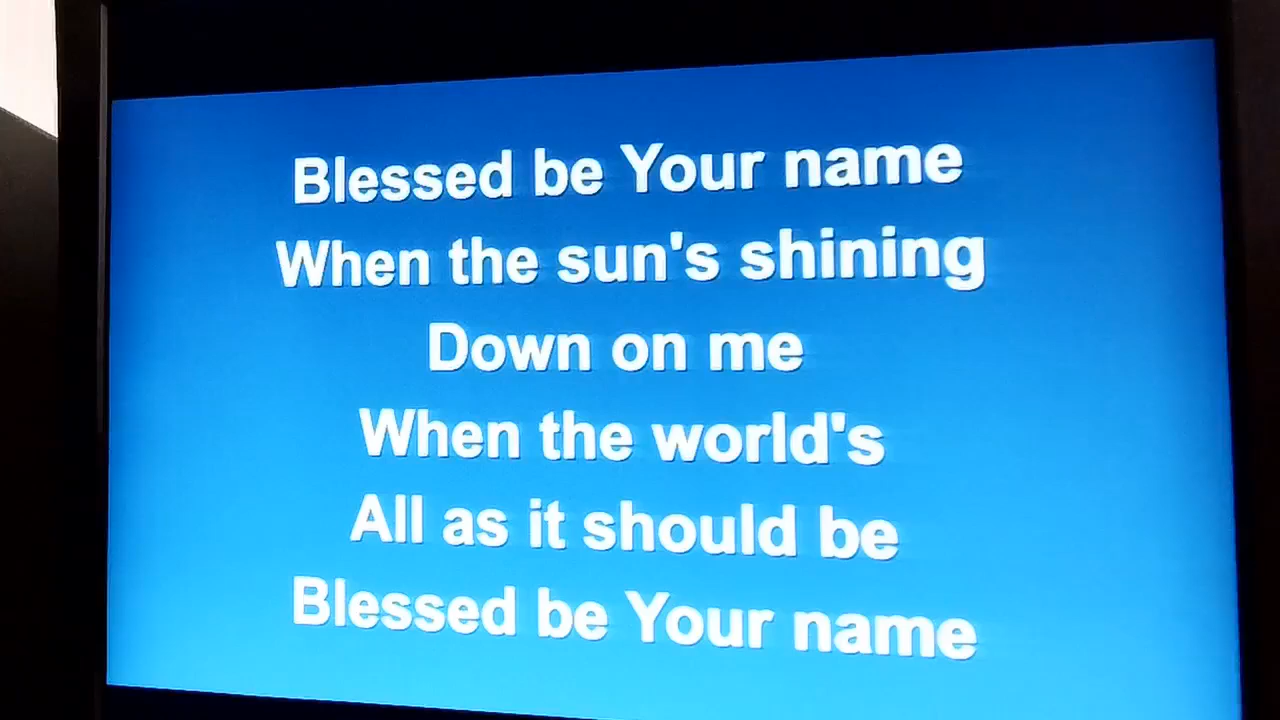 Blessed be Your name
When the sun's shining
Down on me
When the world's
All as it should be
Blessed be Your name